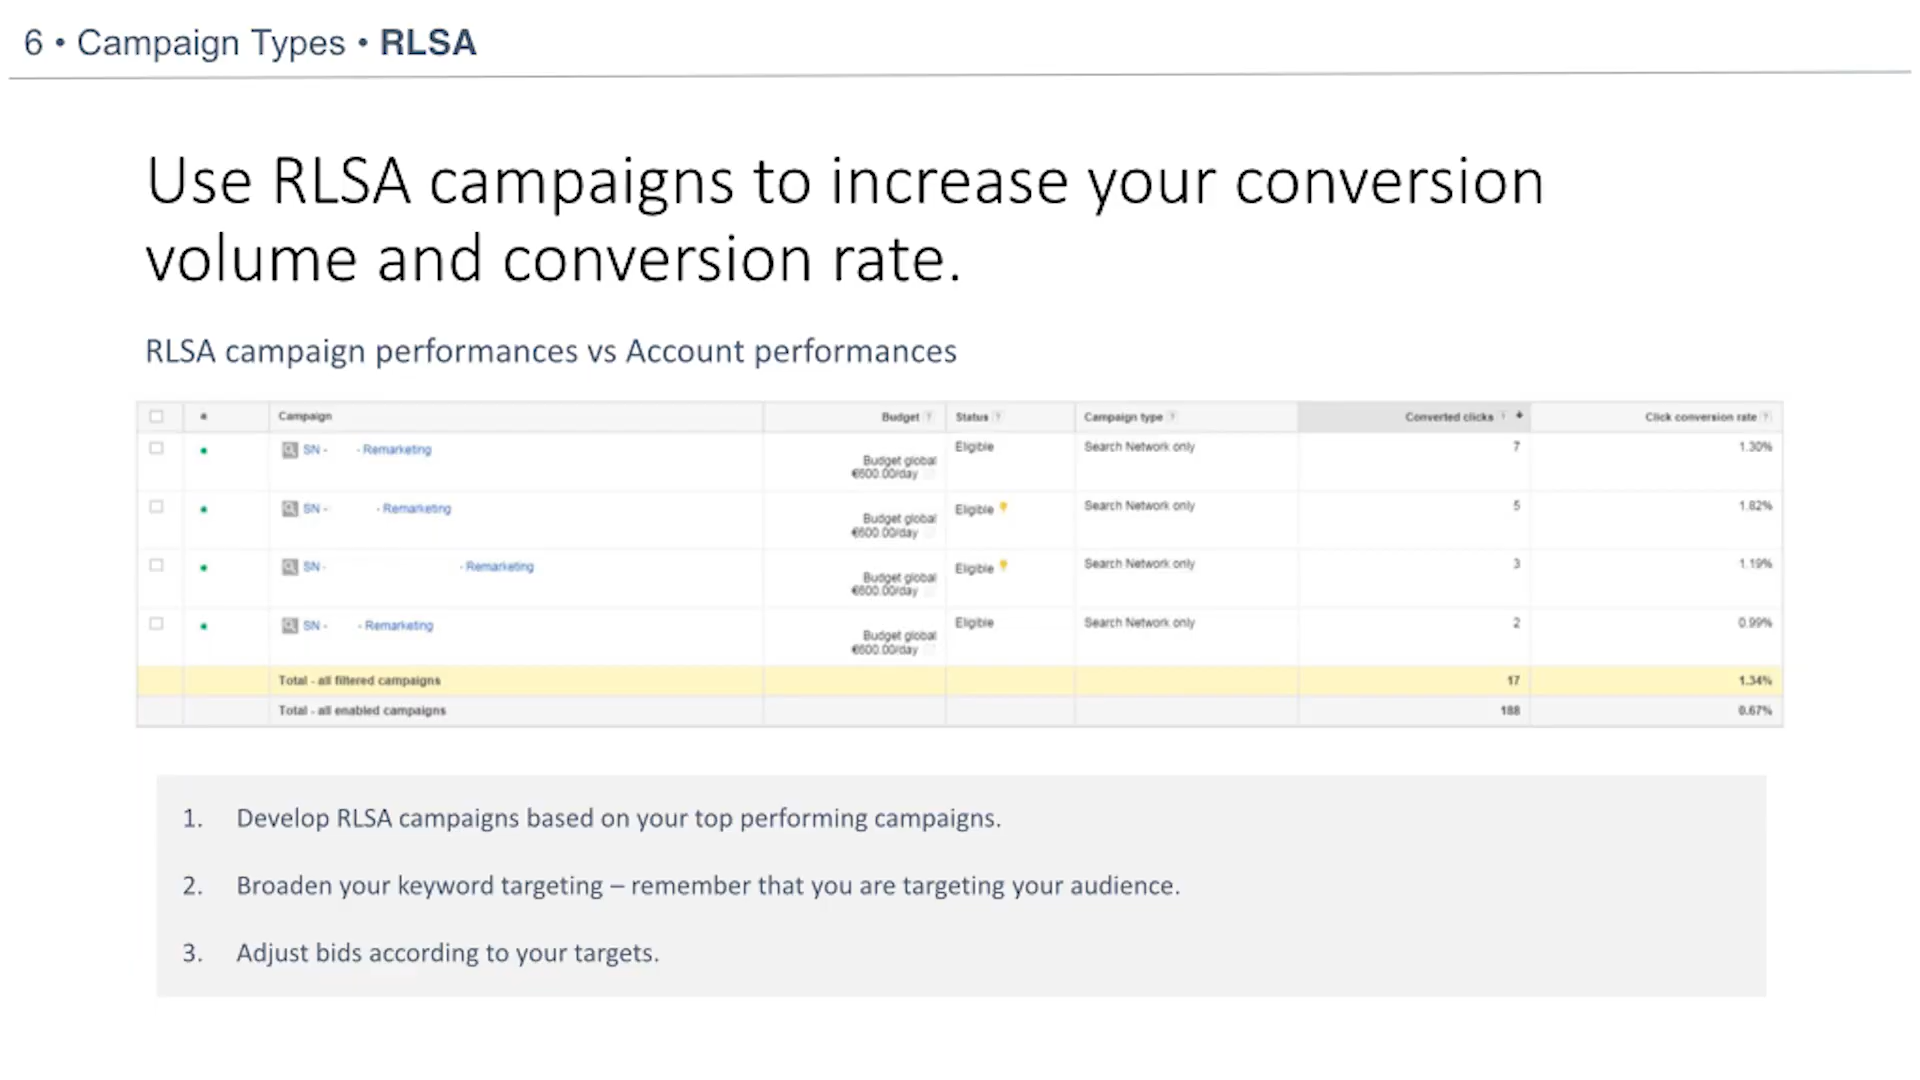 6 • Campaign Types • RLSA
Use RLSA campaigns to increase your conversion
volume and conversion rate.
RLSA campaign performances vs Account performances
Campaign Budget ? Status ? Campaign type ? Converted clicks ? Click conversion rate ?
SN - - Remarketing Budget global €600.00/day Eligible Search Network only 7 1.30%
SN - - Remarketing Budget global €600.00/day Eligible Search Network only 5 1.82%
SN - - Remarketing Budget global €600.00/day Eligible Search Network only 3 1.19%
SN - - Remarketing Budget global €600.00/day Eligible Search Network only 2 0.99%
Total - all filtered campaigns 17 1.34%
Total - all enabled campaigns 188 0.67%
1. Develop RLSA campaigns based on your top performing campaigns.
2. Broaden your keyword targeting – remember that you are targeting your audience.
3. Adjust bids according to your targets.